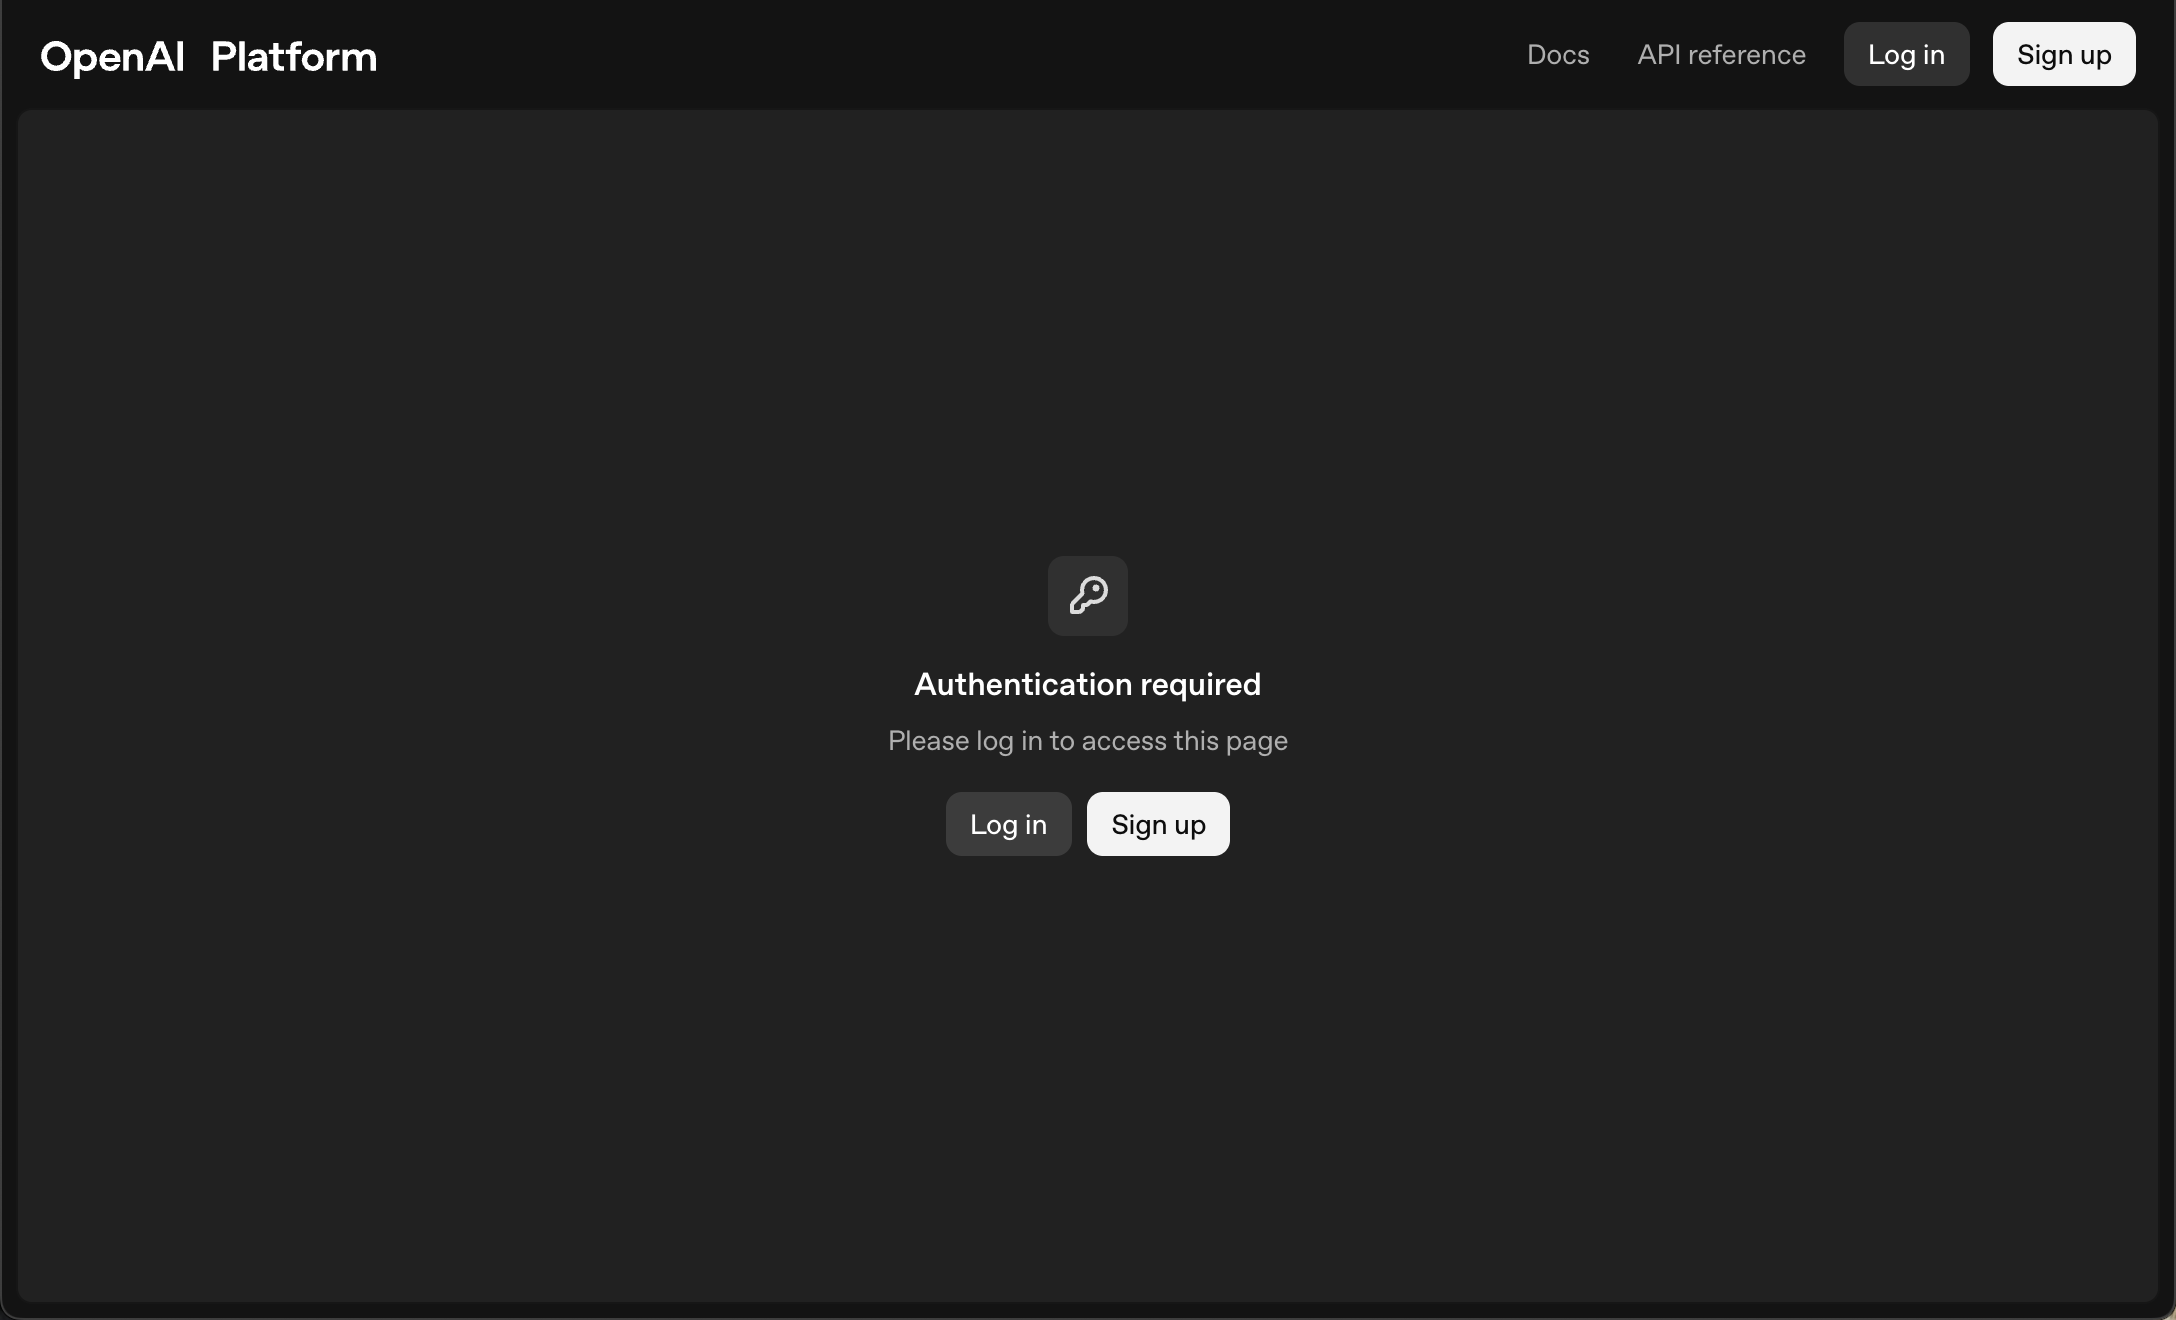 OpenAI Platform
Docs
API reference
Log in
Sign up
Authentication required
Please log in to access this page
Log in
Sign up